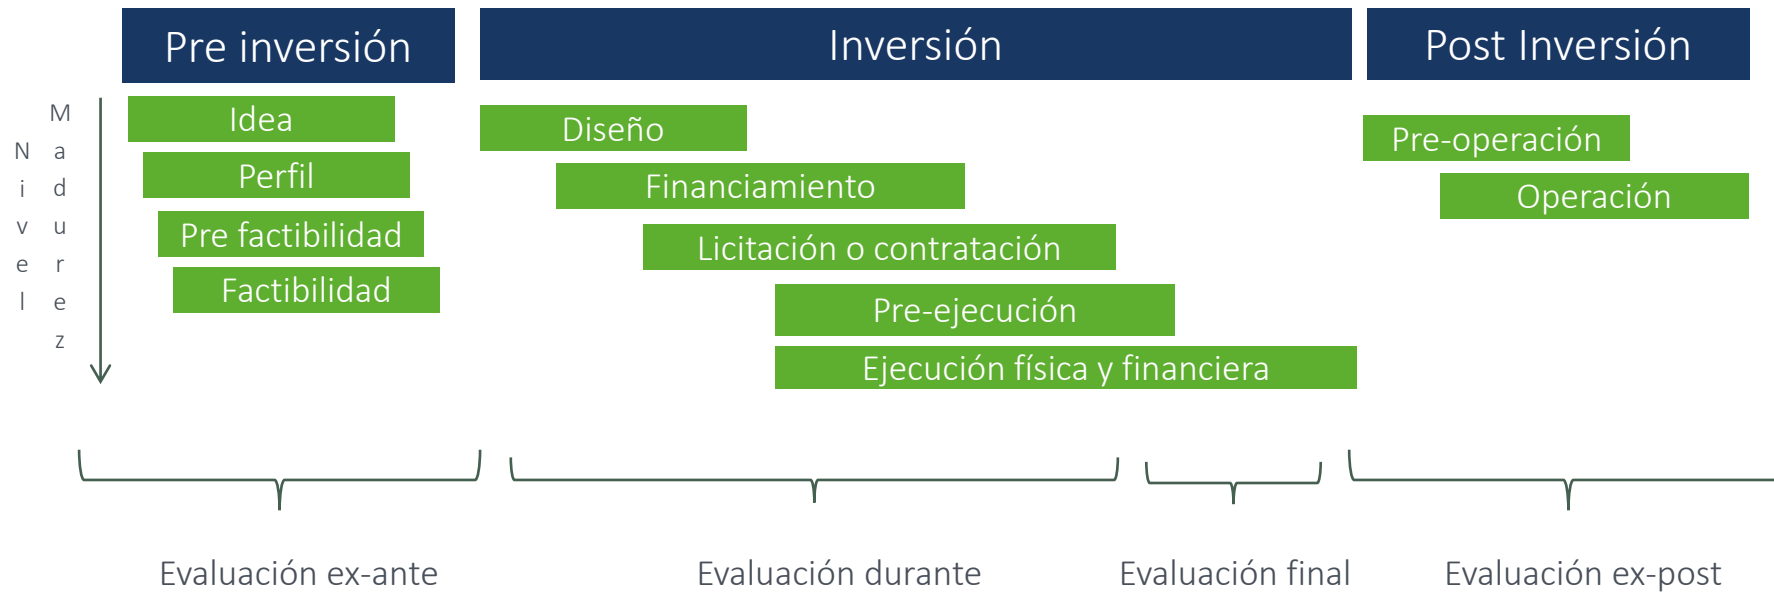 Pre inversión
Inversión
Post Inversión
Nivel
Madurez
Idea
Perfil
Pre factibilidad
Factibilidad
Diseño
Financiamiento
Licitación o contratación
Pre-ejecución
Ejecución física y financiera
Pre-operación
Operación
Evaluación ex-ante
Evaluación durante
Evaluación final
Evaluación ex-post